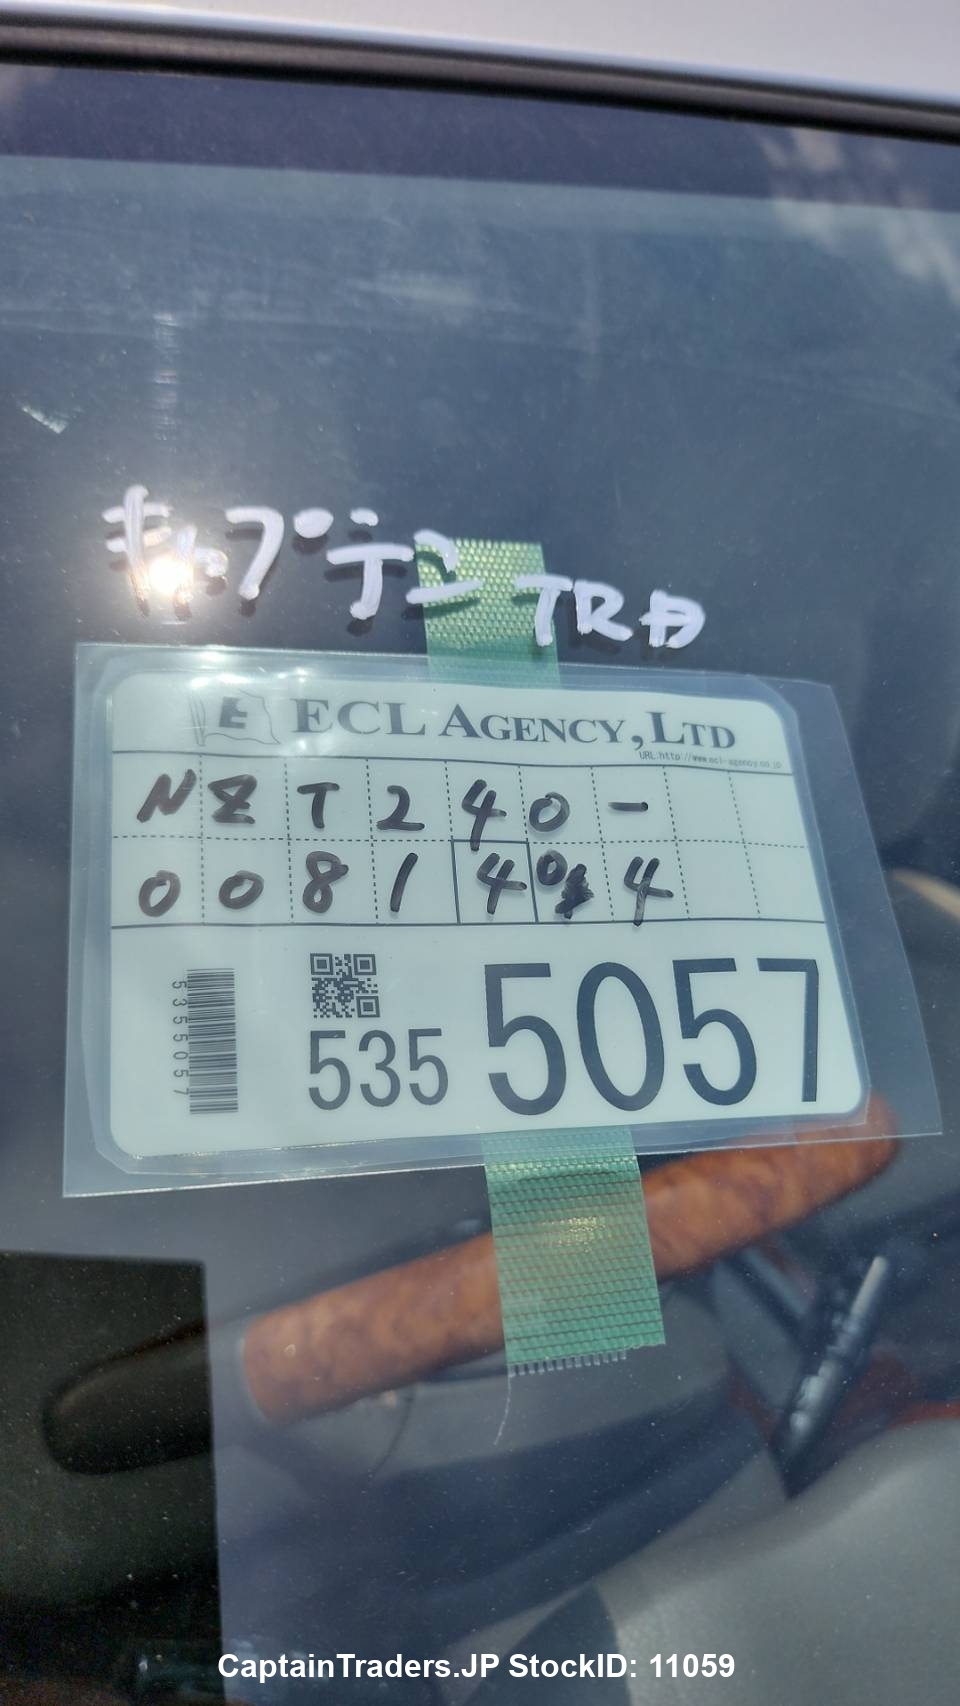 キャプテン TRD
E ECL AGENCY, LTD
URL:http://www.ecl-agency.co.jp
NZT240-
0081404
5355057
535 5057
CaptainTraders.JP StockID: 11059